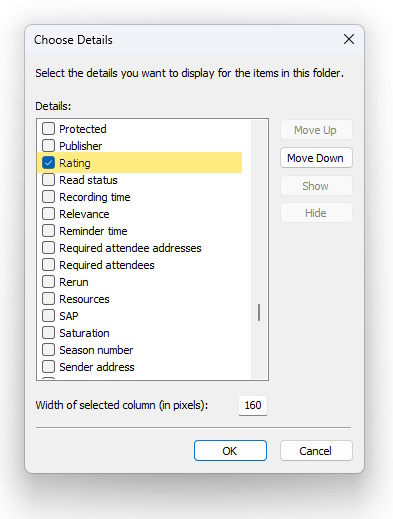 Choose Details
Select the details you want to display for the items in this folder.
Details:
Protected
Publisher
Rating
Read status
Recording time
Relevance
Reminder time
Required attendee addresses
Required attendees
Rerun
Resources
SAP
Saturation
Season number
Sender address
Move Up
Move Down
Show
Hide
Width of selected column (in pixels): 160
OK Cancel